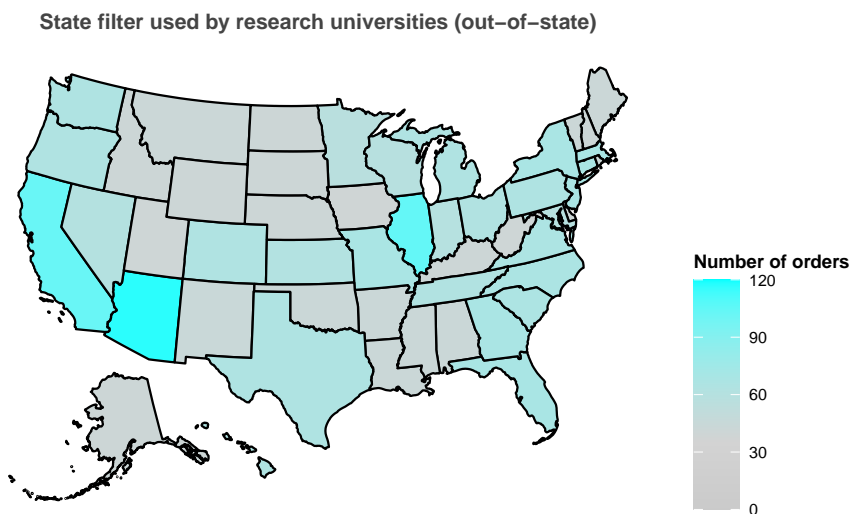 State filter used by research universities (out−of−state)
Number of orders
120
90
60
30
0